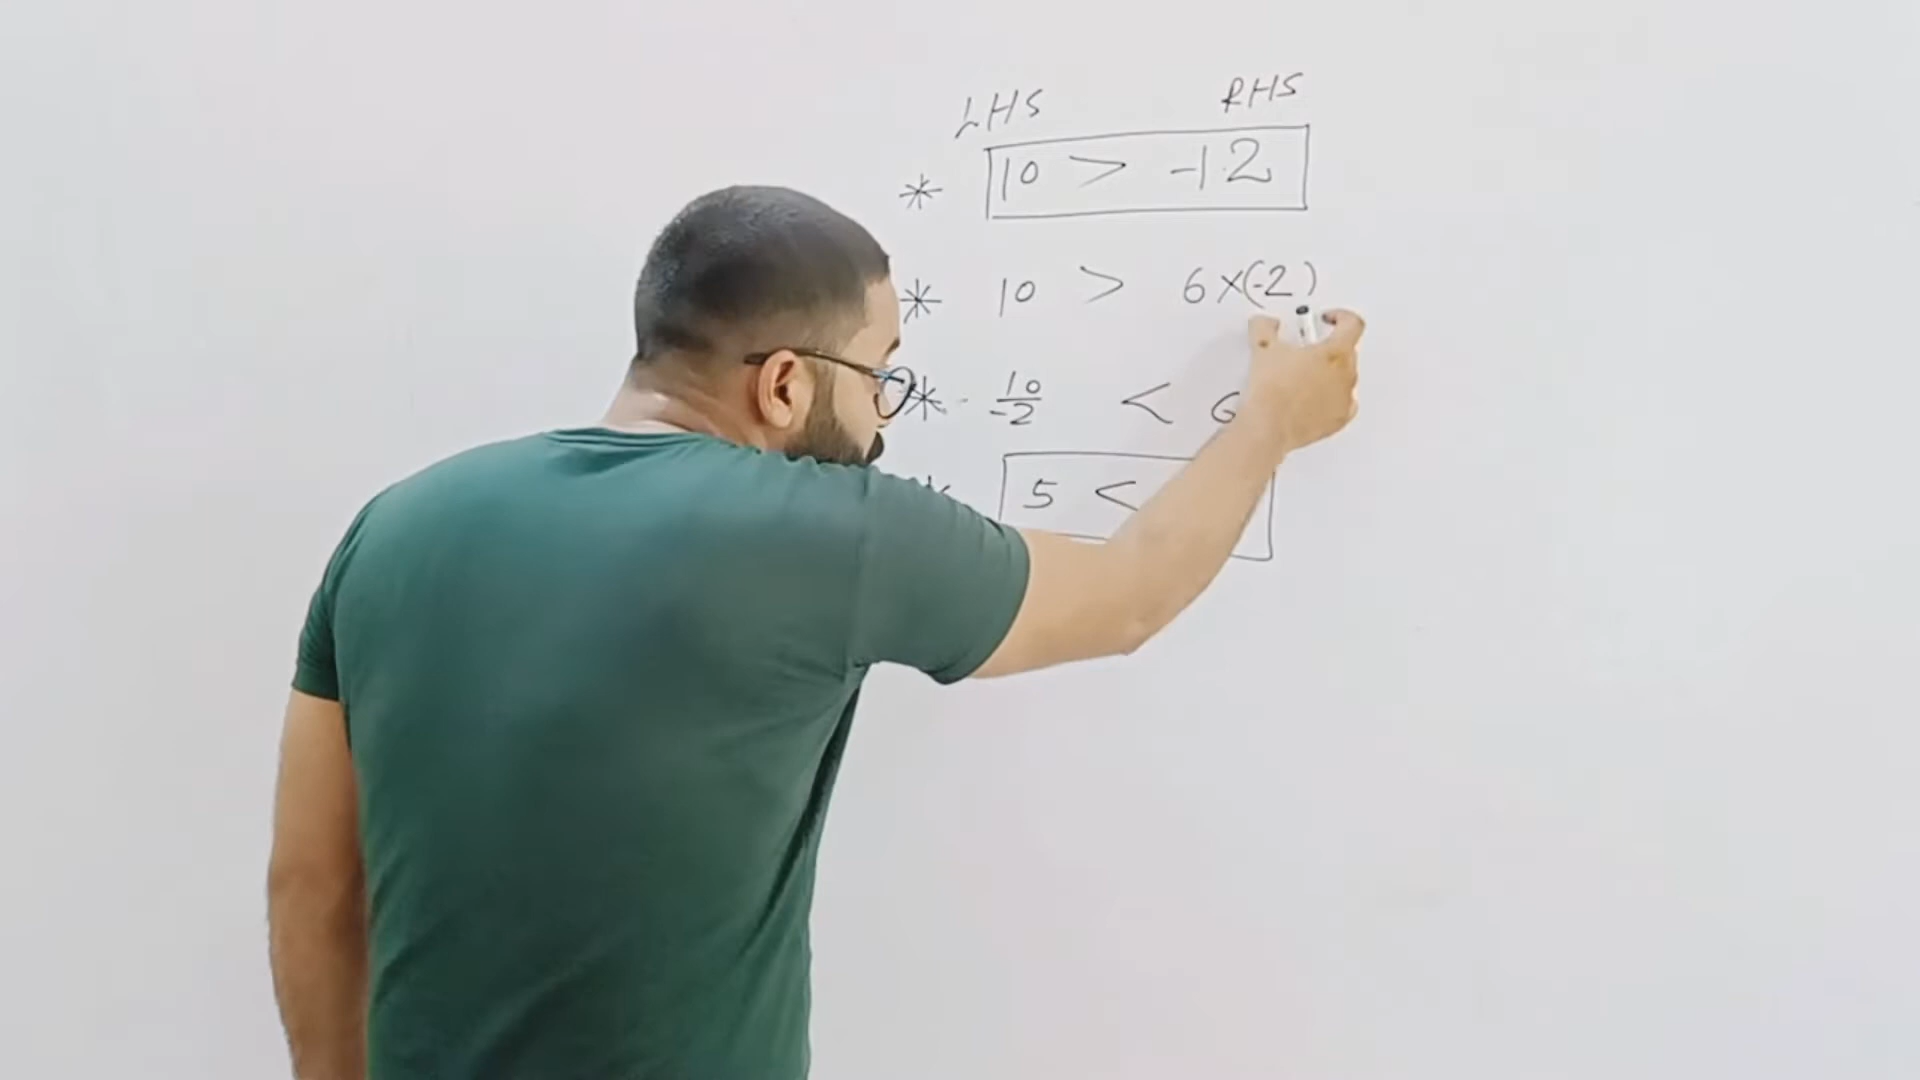 LHS RHS
* 10 > -12
* 10 > 6×(-2)
* 10/-2 < 6
* 5 <